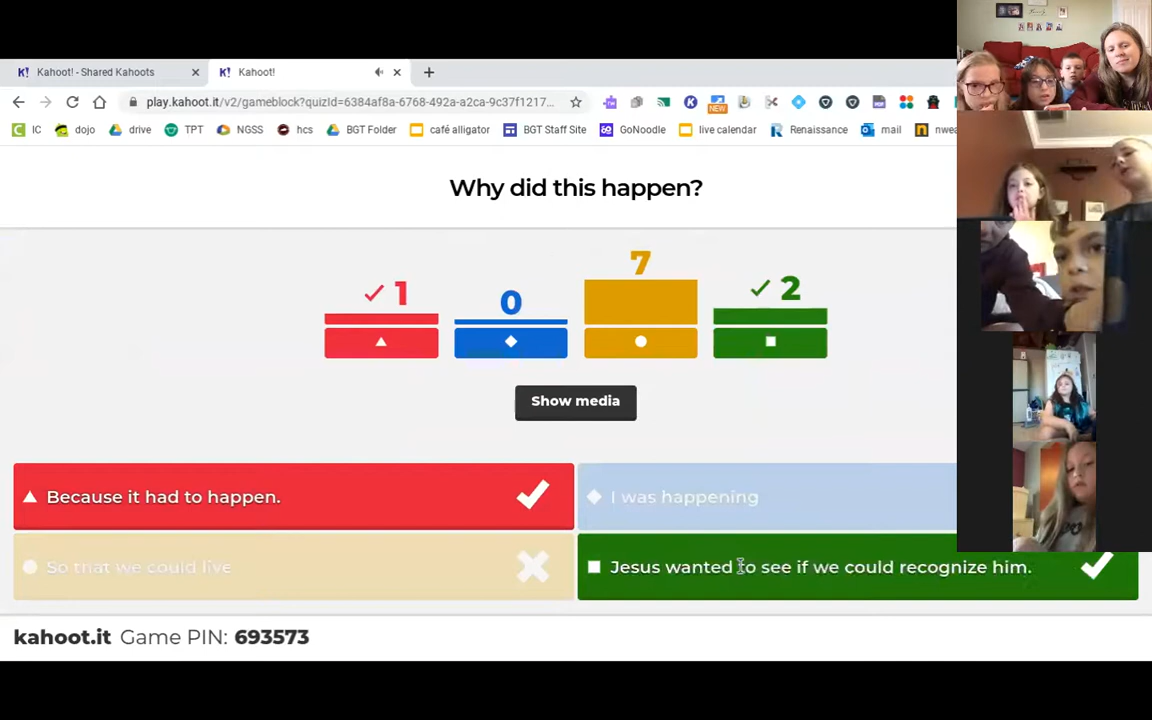 K! Kahoot! - Shared Kahoots
K! Kahoot!
play.kahoot.it/v2/gameblock?quizId=6384af8a-6768-492a-a2ca-9c37f1217...
NEW
IC dojo drive TPT NGSS hcs BGT Folder café alligator BGT Staff Site GoNoodle live calendar Renaissance mail nwea
Why did this happen?
7
1 0 2
Show media
Because it had to happen.
I was happening
So that we could live
Jesus wanted to see if we could recognize him.
kahoot.it Game PIN: 693573